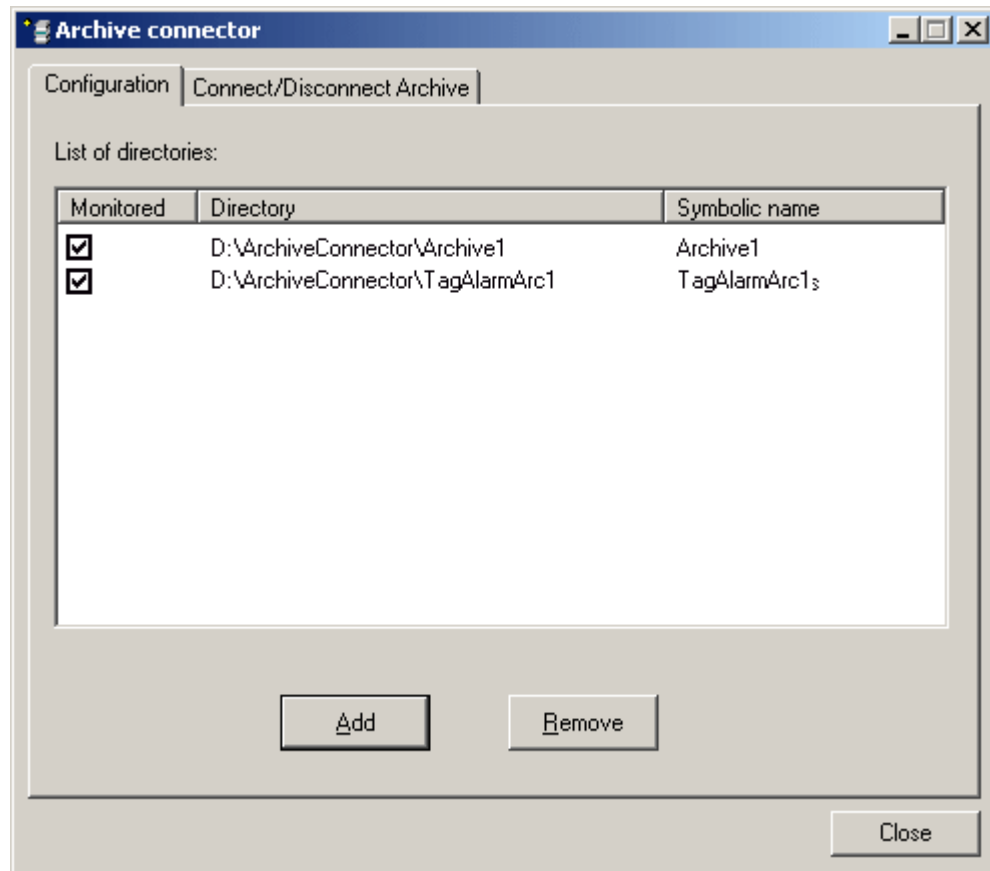 Archive connector
Configuration Connect/Disconnect Archive
List of directories:
Monitored Directory Symbolic name
D:\ArchiveConnector\Archive1 Archive1
D:\ArchiveConnector\TagAlarmArc1 TagAlarmArc1s
Add Remove
Close